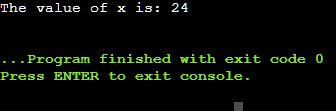 The value of x is: 24
...Program finished with exit code 0
Press ENTER to exit console.